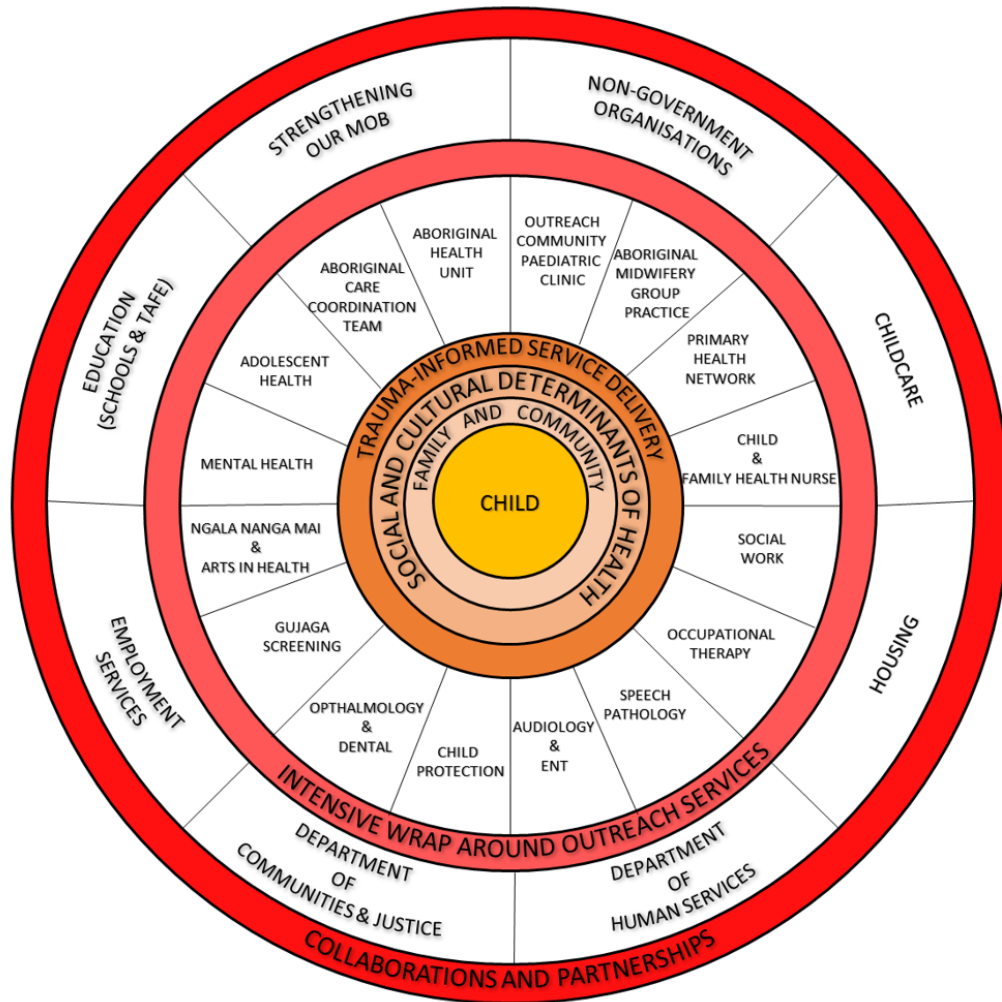 STRENGTHENING
OUR MOB
NON-GOVERNMENT
ORGANISATIONS
CHILDCARE
HOUSING
DEPARTMENT
OF
HUMAN SERVICES
DEPARTMENT
OF
COMMUNITIES & JUSTICE
EMPLOYMENT
SERVICES
EDUCATION
(SCHOOLS & TAFE)
COLLABORATIONS AND PARTNERSHIPS
INTENSIVE WRAP AROUND OUTREACH SERVICES
OUTREACH
COMMUNITY
PAEDIATRIC
CLINIC
ABORIGINAL
MIDWIFERY
GROUP
PRACTICE
PRIMARY
HEALTH
NETWORK
CHILD
&
FAMILY HEALTH NURSE
SOCIAL
WORK
OCCUPATIONAL
THERAPY
SPEECH
PATHOLOGY
AUDIOLOGY
&
ENT
CHILD
PROTECTION
OPTHALMOLOGY
&
DENTAL
GUJAGA
SCREENING
NGALA NANGA MAI
&
ARTS IN HEALTH
MENTAL HEALTH
ADOLESCENT
HEALTH
ABORIGINAL
CARE
COORDINATION
TEAM
ABORIGINAL
HEALTH
UNIT
TRAUMA-INFORMED SERVICE DELIVERY
SOCIAL AND CULTURAL DETERMINANTS OF HEALTH
FAMILY AND COMMUNITY
CHILD